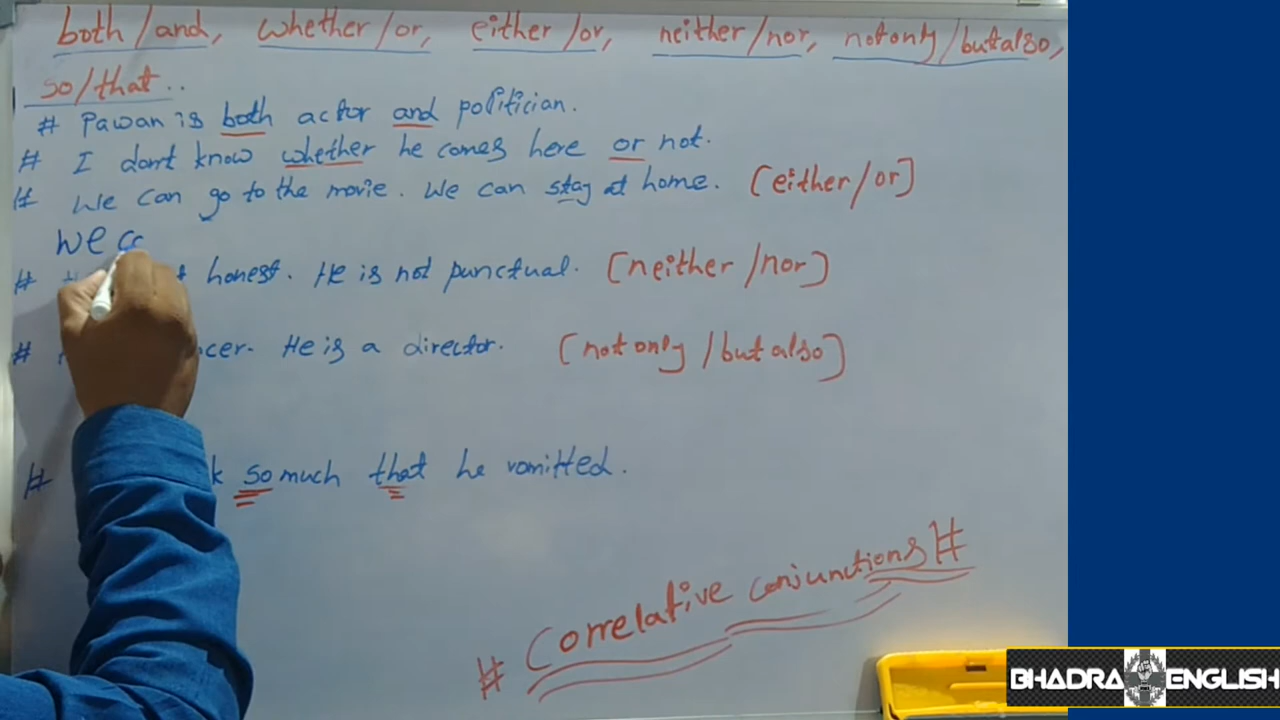 both/and, whether/or, either/or, neither/nor, not only/but also,
so/that..
# Pawan is both actor and politician.
# I don't know whether he comes here or not.
# We can go to the movie. We can stay at home. [either/or]
We
# honest. He is not punctual. [neither/nor]
# He is a director. [not only/but also]
# so much that he vomitted.
# Correlative conjunctions #
BHADRA ENGLISH